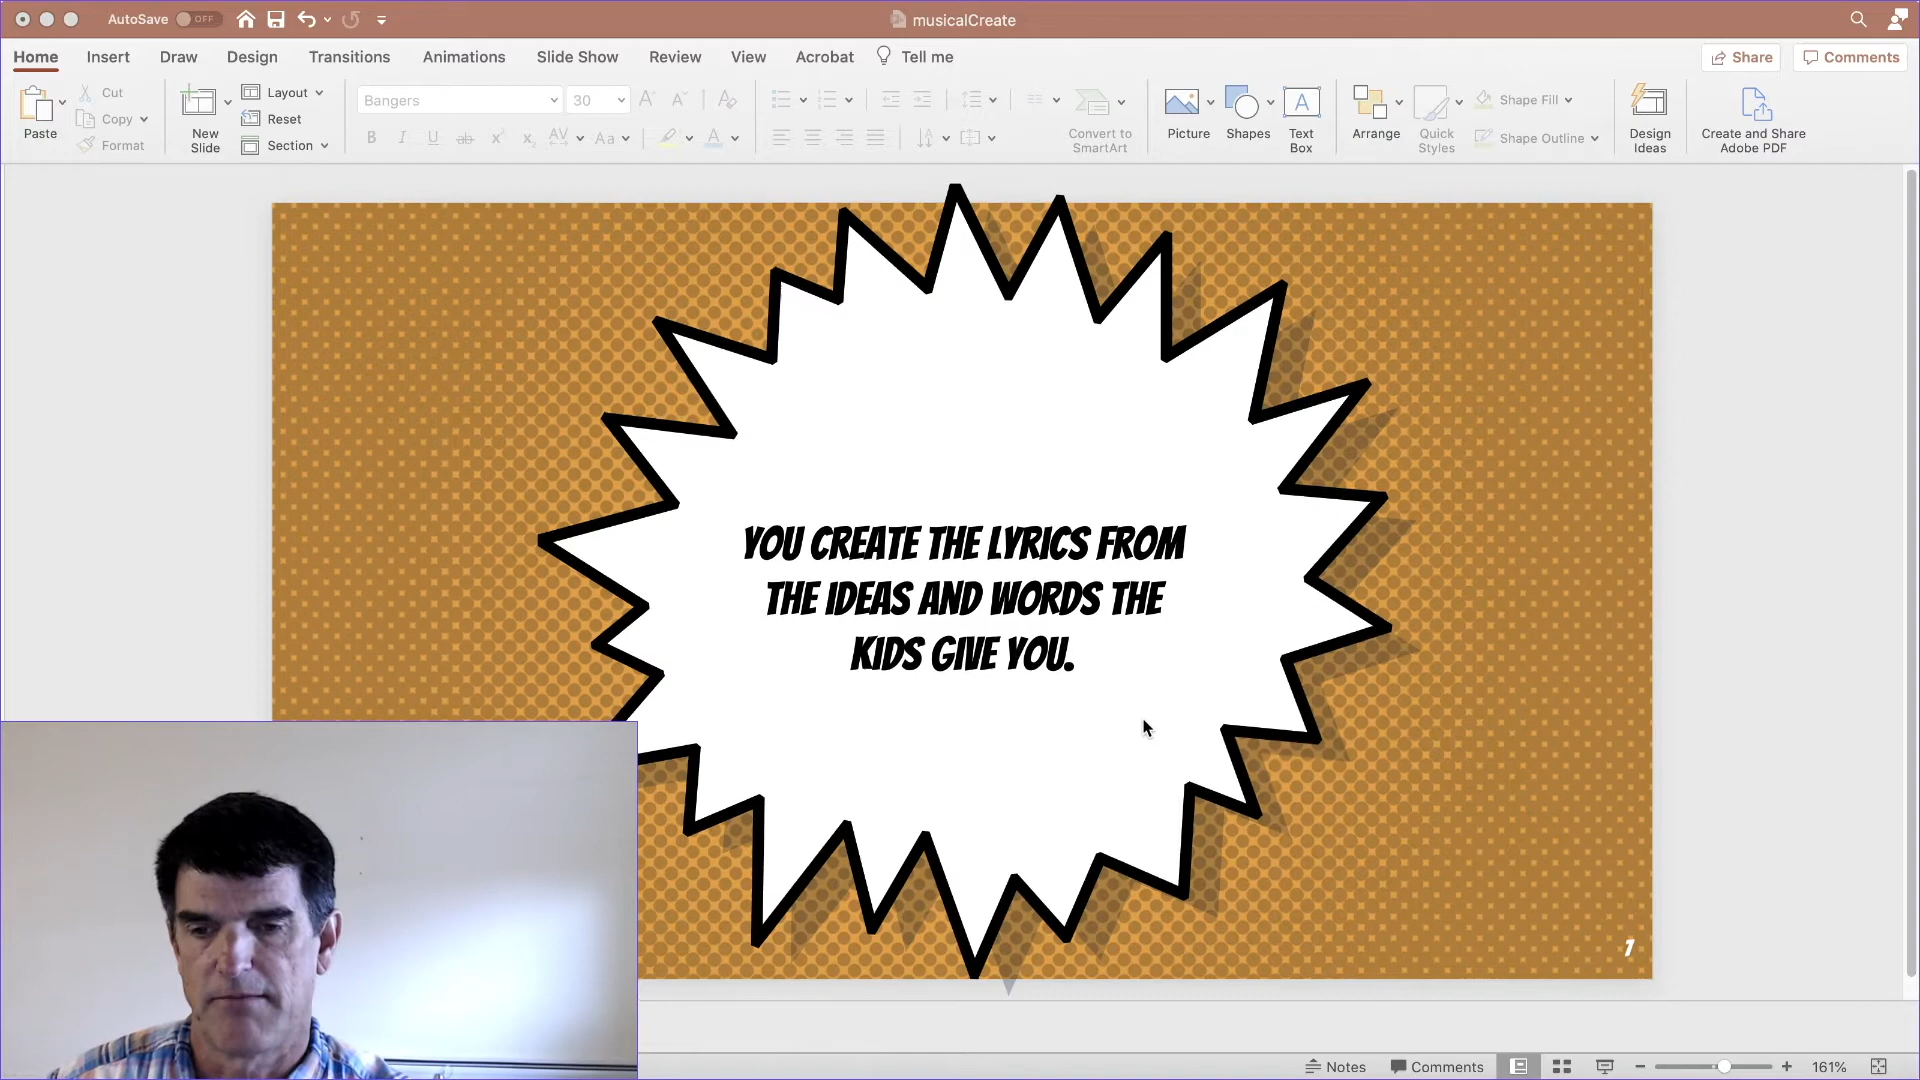 AutoSave OFF
musicalCreate
Home Insert Draw Design Transitions Animations Slide Show Review View Acrobat Tell me
Share Comments
Paste
Cut
Copy
Format
New
Slide
Layout
Reset
Section
Bangers 30
Convert to
SmartArt
Picture
Shapes
Text
Box
Arrange
Quick
Styles
Shape Fill
Shape Outline
Design
Ideas
Create and Share
Adobe PDF
YOU CREATE THE LYRICS FROM
THE IDEAS AND WORDS THE
KIDS GIVE YOU.
1
Notes Comments 161%